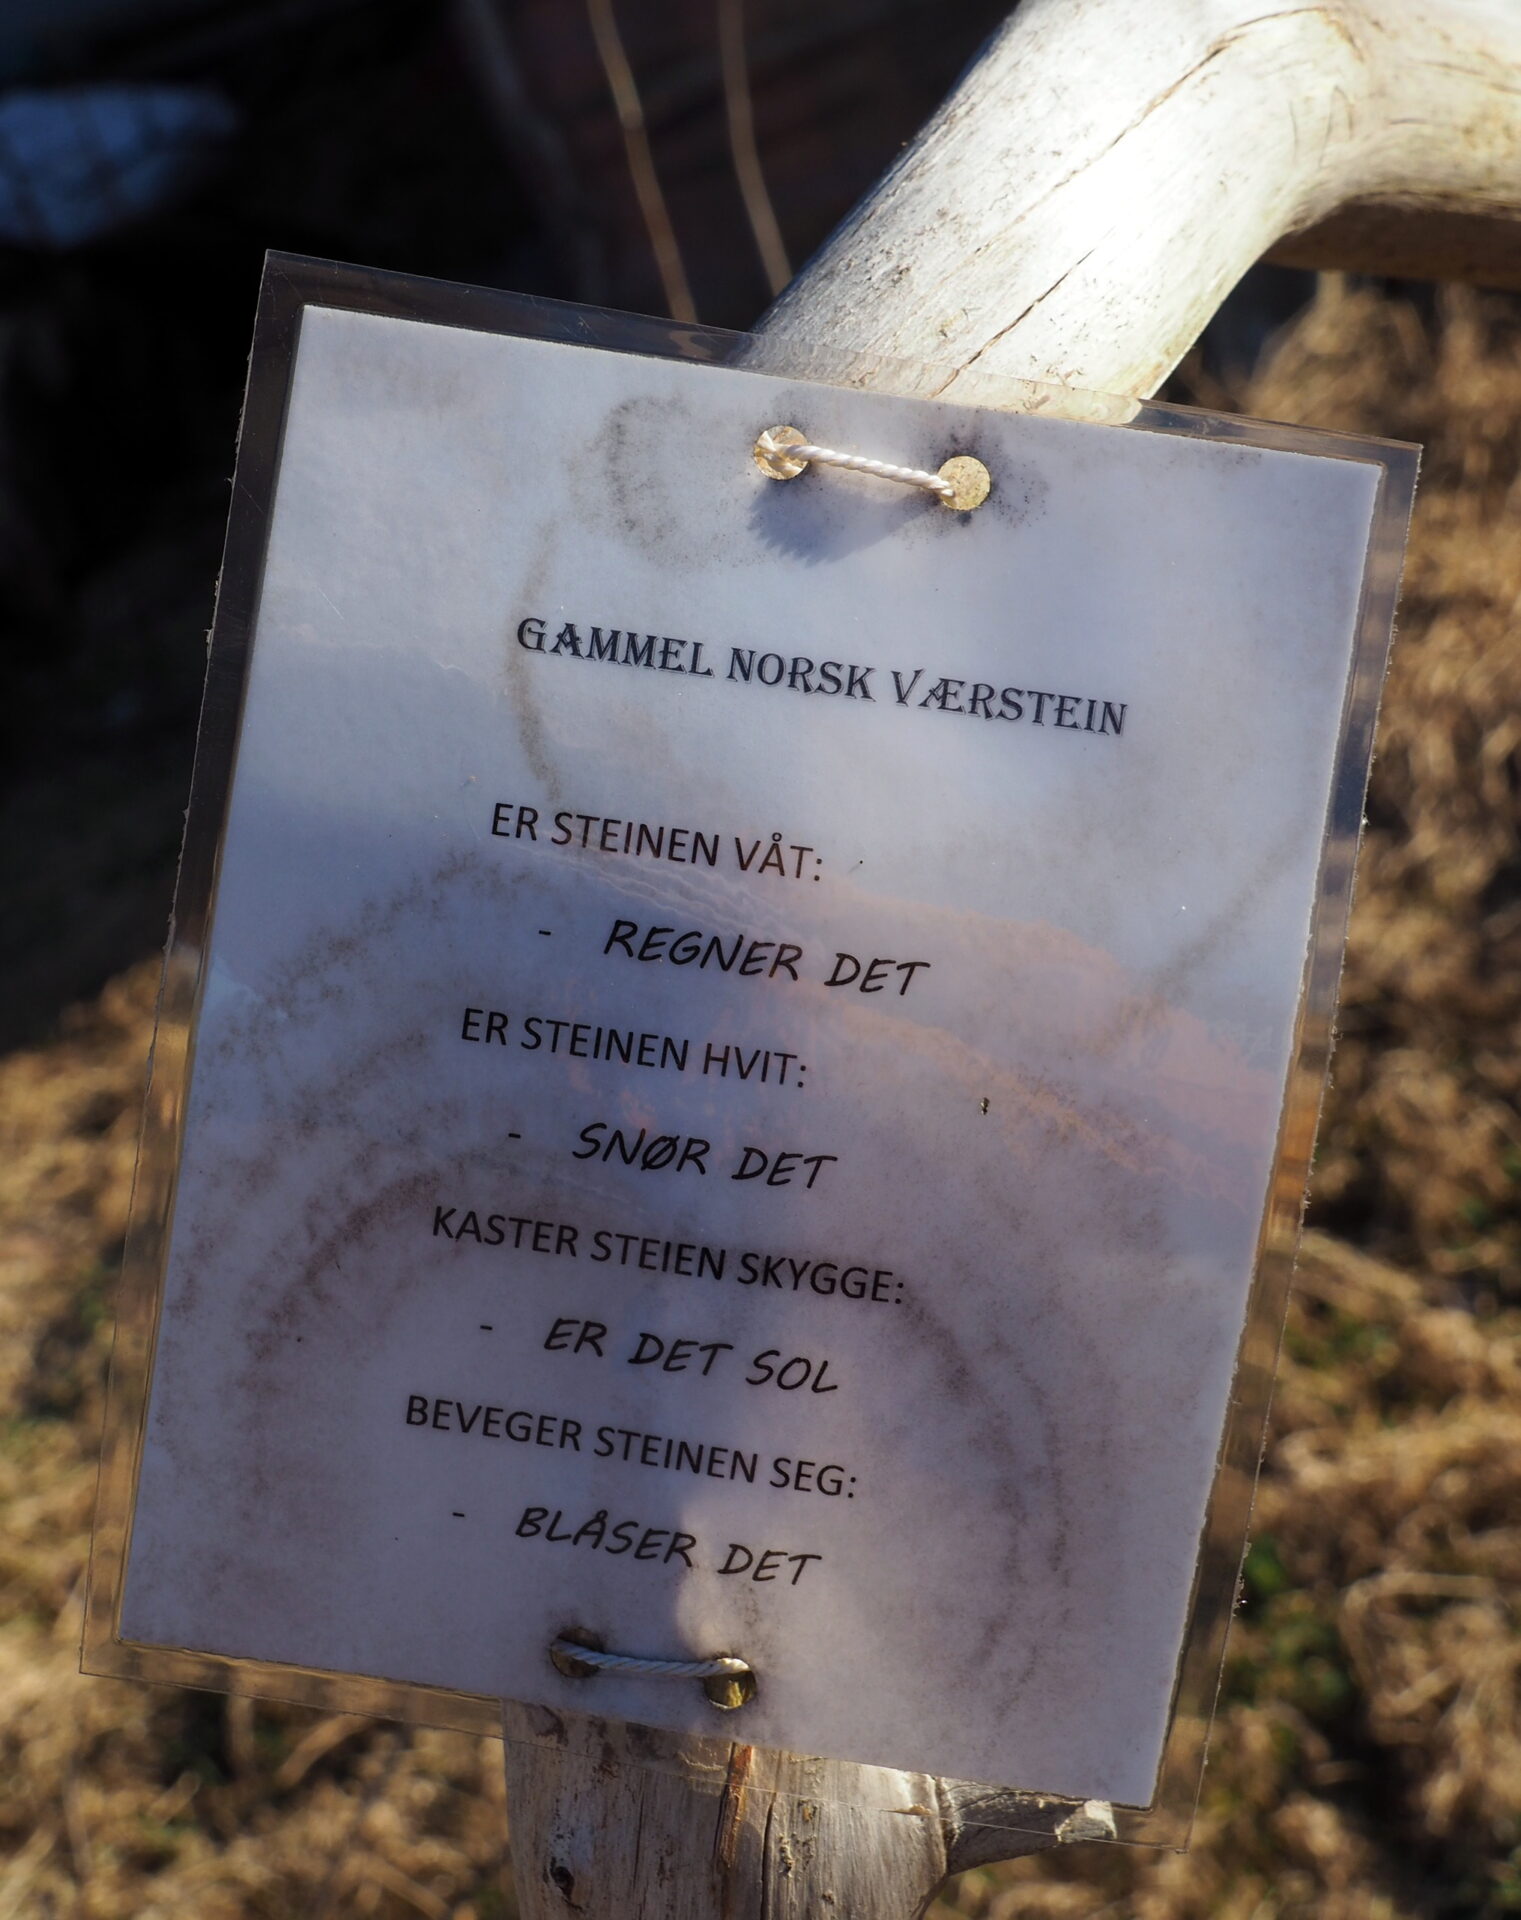 GAMMEL NORSK VÆRSTEIN
ER STEINEN VÅT:
- REGNER DET
ER STEINEN HVIT:
- SNØR DET
KASTER STEIEN SKYGGE:
- ER DET SOL
BEVEGER STEINEN SEG:
- BLÅSER DET